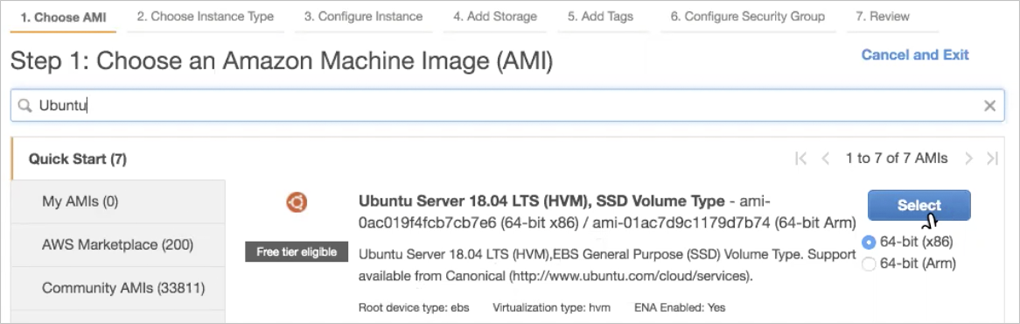 1. Choose AMI 2. Choose Instance Type 3. Configure Instance 4. Add Storage 5. Add Tags 6. Configure Security Group 7. Review
Step 1: Choose an Amazon Machine Image (AMI)
Cancel and Exit
Ubuntu
Quick Start (7)
1 to 7 of 7 AMIs
My AMIs (0)
AWS Marketplace (200)
Community AMIs (33811)
Free tier eligible
Ubuntu Server 18.04 LTS (HVM), SSD Volume Type - ami-
0ac019f4fcb7cb7e6 (64-bit x86) / ami-01ac7d9c1179d7b74 (64-bit Arm)
Ubuntu Server 18.04 LTS (HVM),EBS General Purpose (SSD) Volume Type. Support
available from Canonical (http://www.ubuntu.com/cloud/services).
Root device type: ebs Virtualization type: hvm ENA Enabled: Yes
Select
64-bit (x86)
64-bit (Arm)